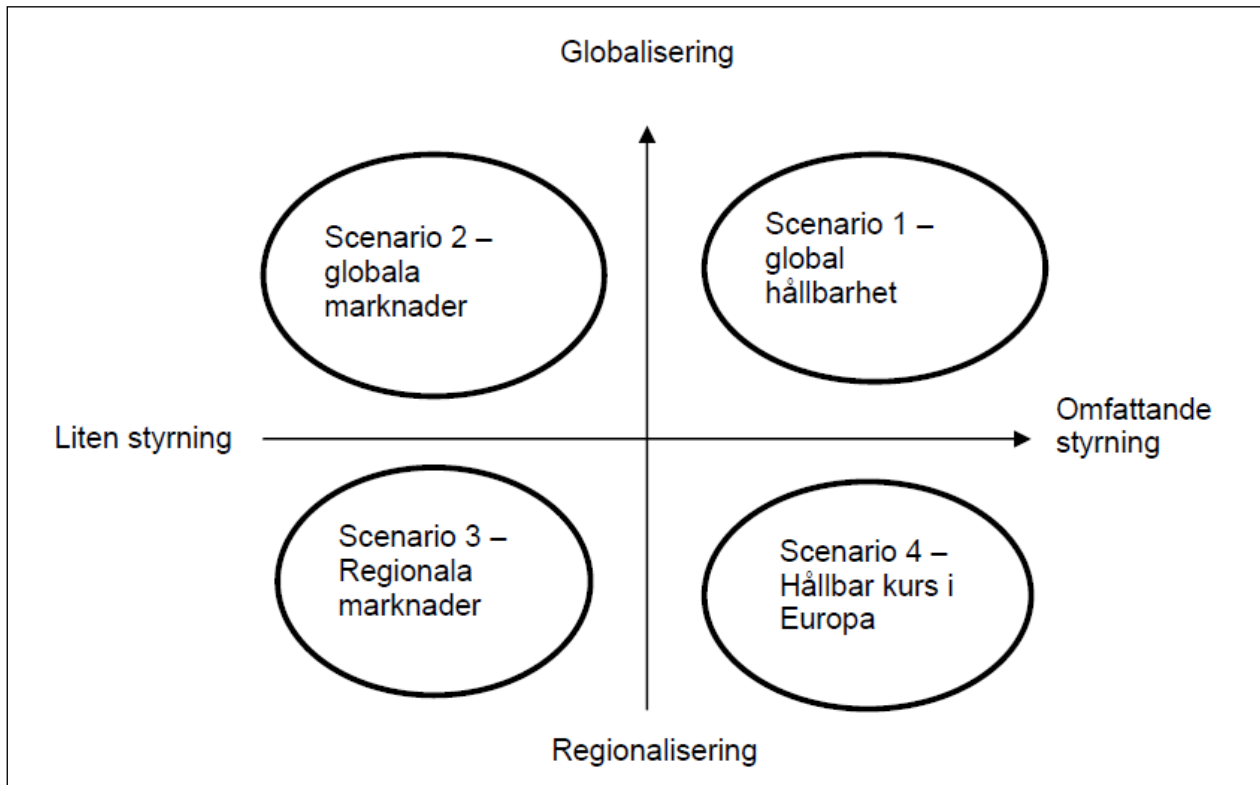 Globalisering
Scenario 2 –
globala
marknader
Scenario 1 –
global
hållbarhet
Liten styrning
Omfattande
styrning
Scenario 3 –
Regionala
marknader
Scenario 4 –
Hållbar kurs i
Europa
Regionalisering